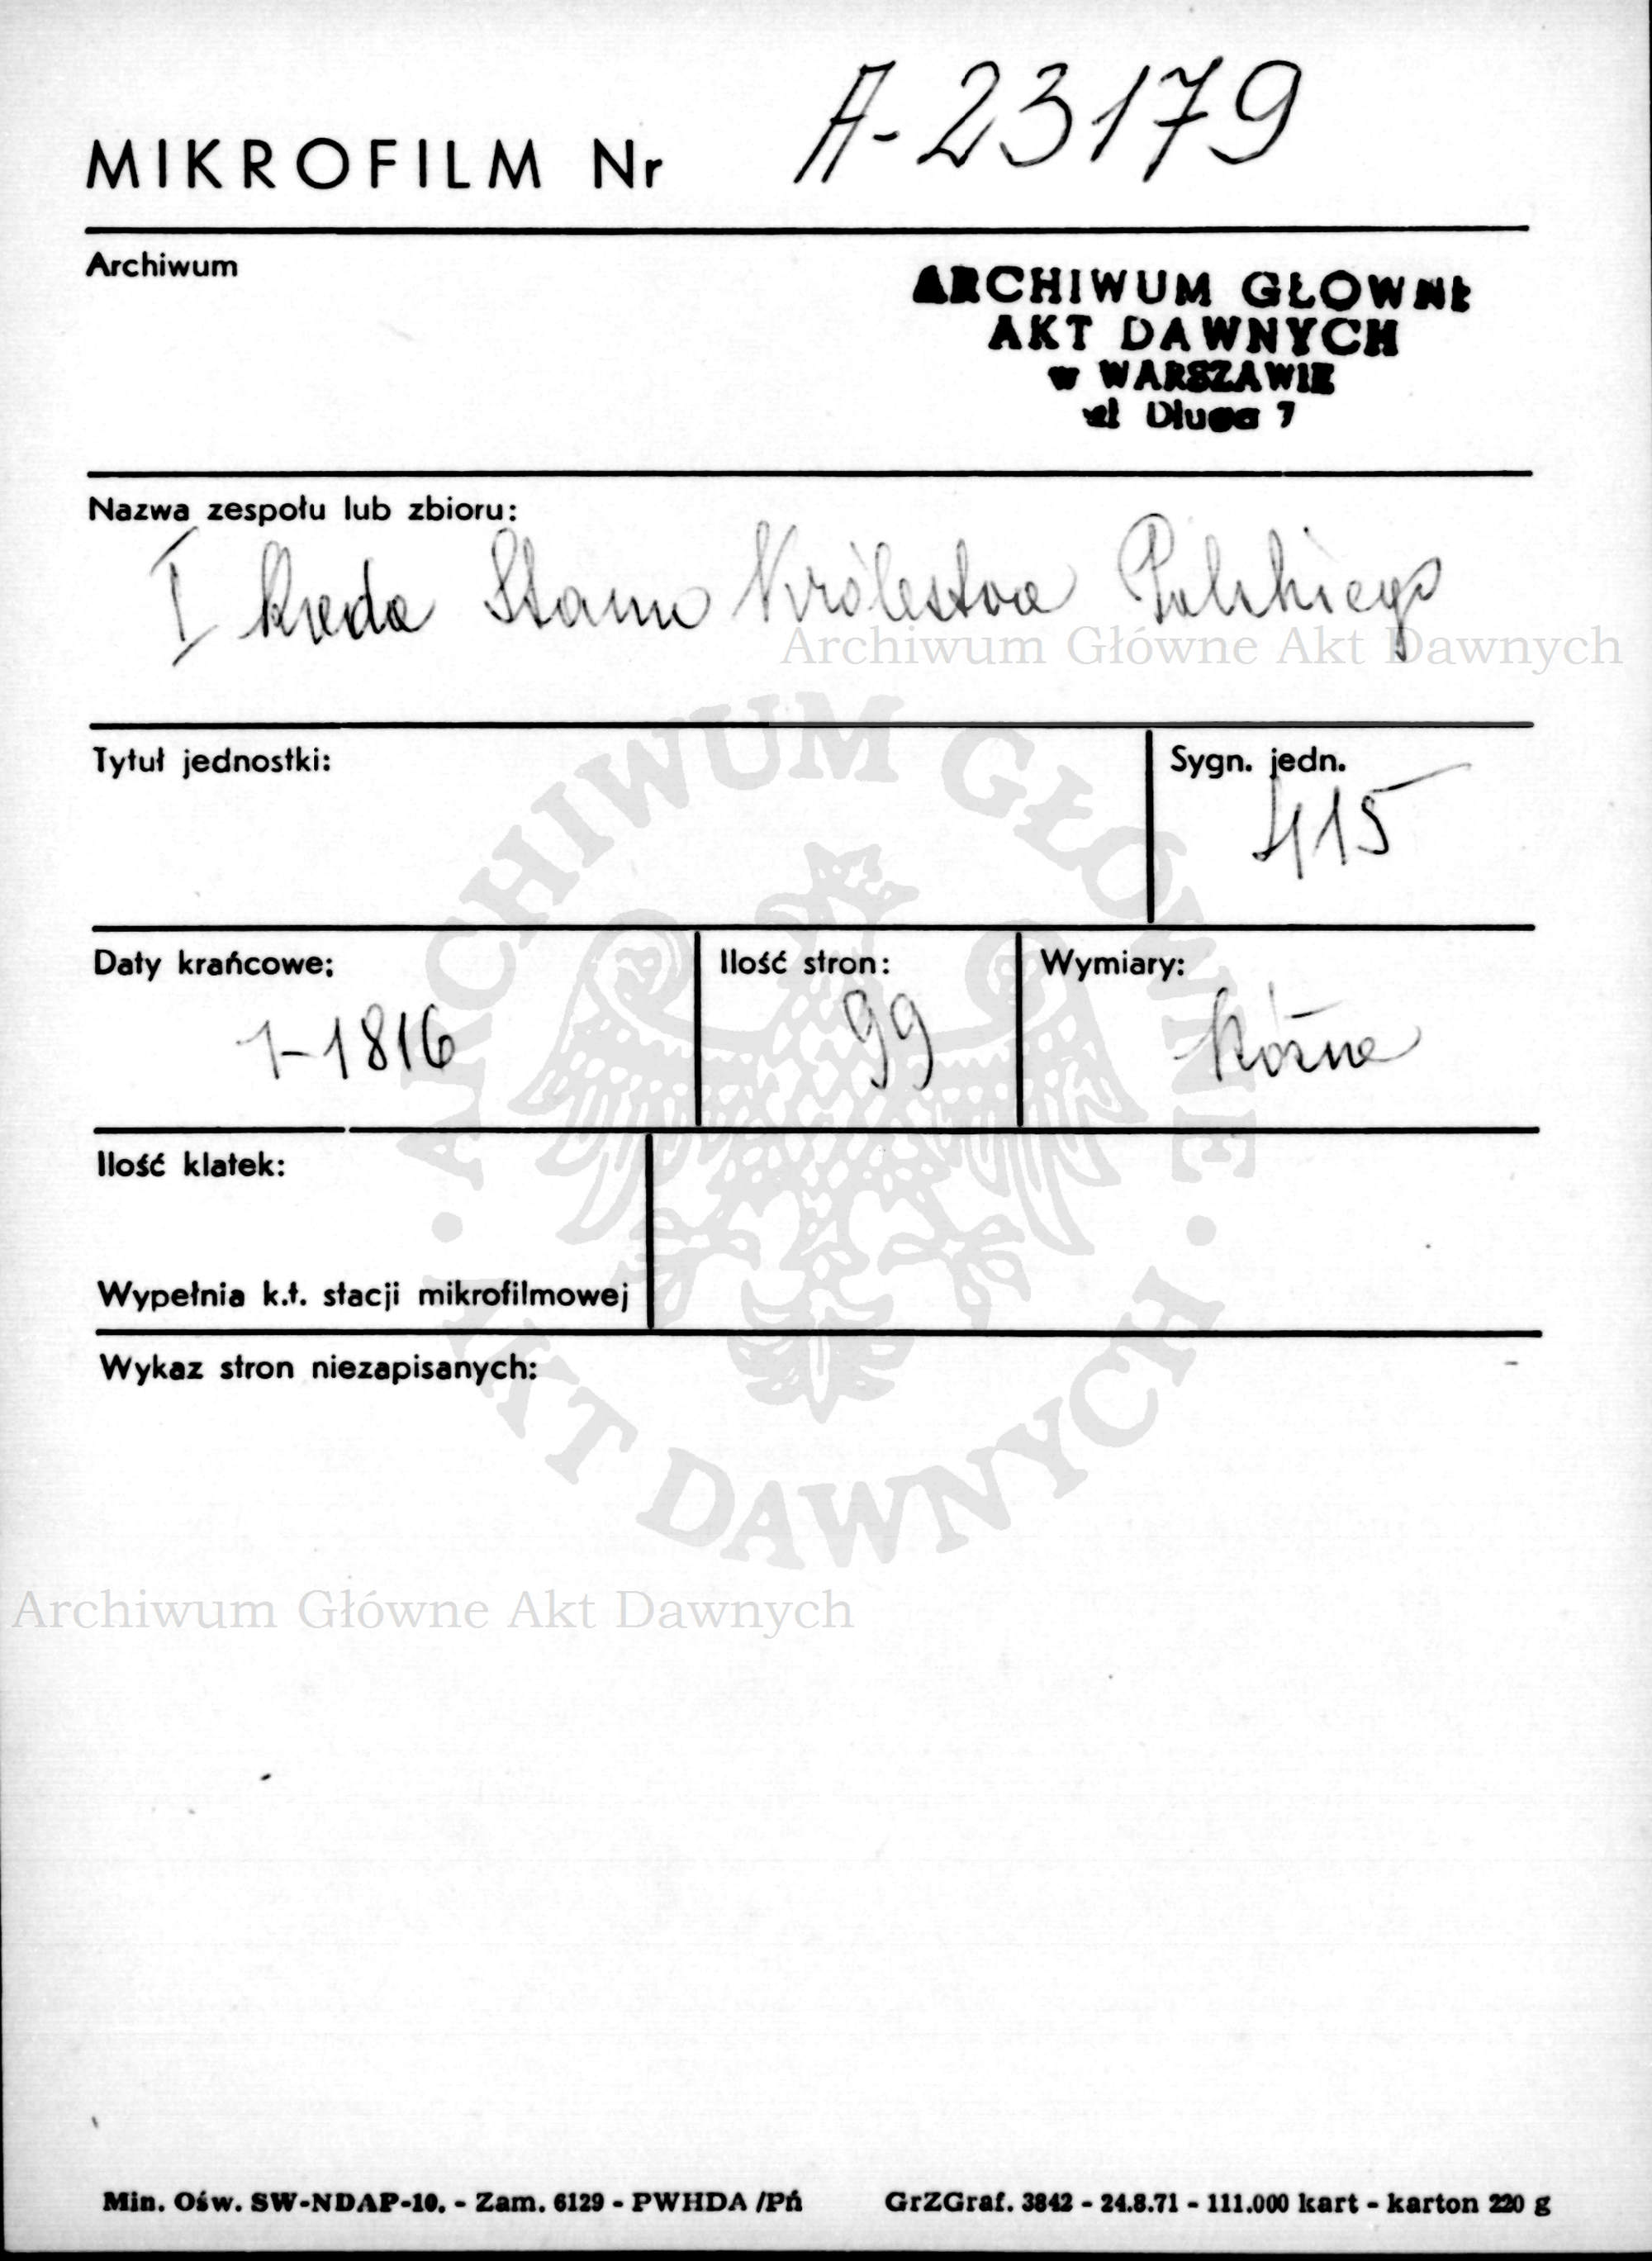 MIKROFILM Nr A-23179
Archiwum
ARCHIWUM GŁOWNE
AKT DAWNYCH
w WARSZAWIE
ul Długa 7
Nazwa zespołu lub zbioru:
I Rada Stanu Królestwa Polskiego
Archiwum Główne Akt Dawnych
Tytuł jednostki:
Sygn. jedn.
415
Daty krańcowe:
Ilość stron:
Wymiary:
1-1816
99
Różne
Ilość klatek:
Wypełnia k.t. stacji mikrofilmowej
Wykaz stron niezapisanych:
ARCHIWUM GŁÓWNE
AKT DAWNYCH
Archiwum Główne Akt Dawnych
Min. Ośw. SW-NDAP-10. - Zam. 6129 - PWHDA /Pń GrZGraf. 3842 - 24.8.71 - 111.000 kart - karton 220 g